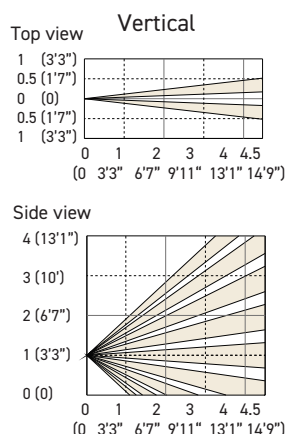 Vertical
Top view
1 (3'3")
0.5 (1'7")
0 (0)
0.5 (1'7")
1 (3'3")
0 1 2 3 4 4.5
(0 3'3" 6'7" 9'11" 13'1" 14'9")
Side view
4 (13'1")
3 (10')
2 (6'7")
1 (3'3")
0 (0)
0 1 2 3 4 4.5
(0 3'3" 6'7" 9'11" 13'1" 14'9")